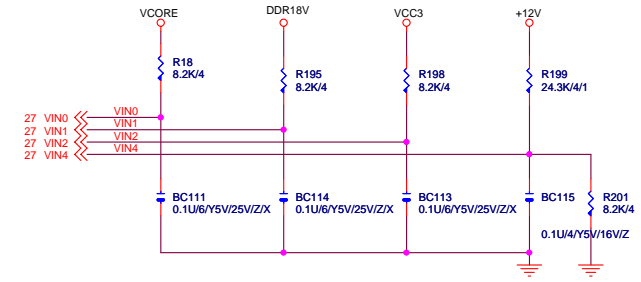 VCORE
DDR18V
VCC3
+12V
R18
8.2K/4
R195
8.2K/4
R198
8.2K/4
R199
24.3K/4/1
27 VIN0 VIN0
27 VIN1 VIN1
27 VIN2 VIN2
27 VIN4 VIN4
BC111
0.1U/6/Y5V/25V/Z/X
BC114
0.1U/6/Y5V/25V/Z/X
BC113
0.1U/6/Y5V/25V/Z/X
BC115
0.1U/4/Y5V/16V/Z
R201
8.2K/4